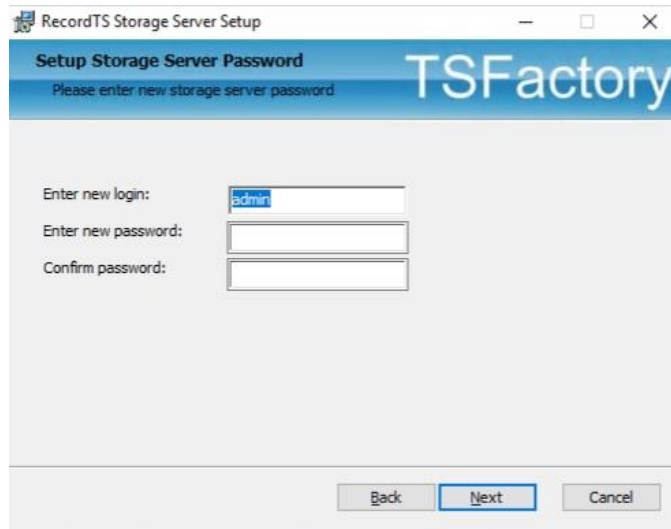 RecordTS Storage Server Setup
Setup Storage Server Password
Please enter new storage server password
TSFactory
Enter new login:
admin
Enter new password:
Confirm password:
Back
Next
Cancel